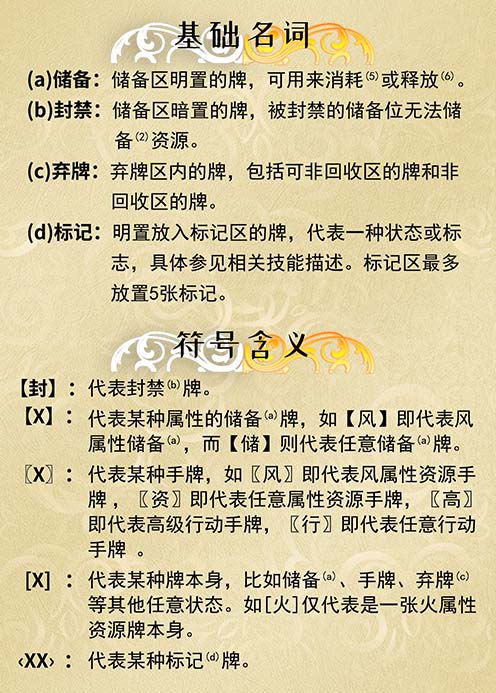 基础名词
(a)储备：储备区明置的牌，可用来消耗(5)或释放(6)。
(b)封禁：储备区暗置的牌，被封禁的储备位无法储
备(2)资源。
(c)弃牌：弃牌区内的牌，包括可非回收区的牌和非
回收区的牌。
(d)标记：明置放入标记区的牌，代表一种状态或标
志，具体参见相关技能描述。标记区最多
放置5张标记。
符号含义
【封】：代表封禁(b)牌。
【X】：代表某种属性的储备(a)牌，如【风】即代表风
属性储备(a)，而【储】则代表任意储备(a)牌。
〖X〗：代表某种手牌，如〖风〗即代表风属性资源手
牌，〖资〗即代表任意属性资源手牌，〖高〗
即代表高级行动手牌，〖行〗即代表任意行动
手牌 。
[X] ：代表某种牌本身，比如储备(a)、手牌、弃牌(c)
等其他任意状态。如[火]仅代表是一张火属性
资源牌本身。
‹XX› ：代表某种标记(d)牌。